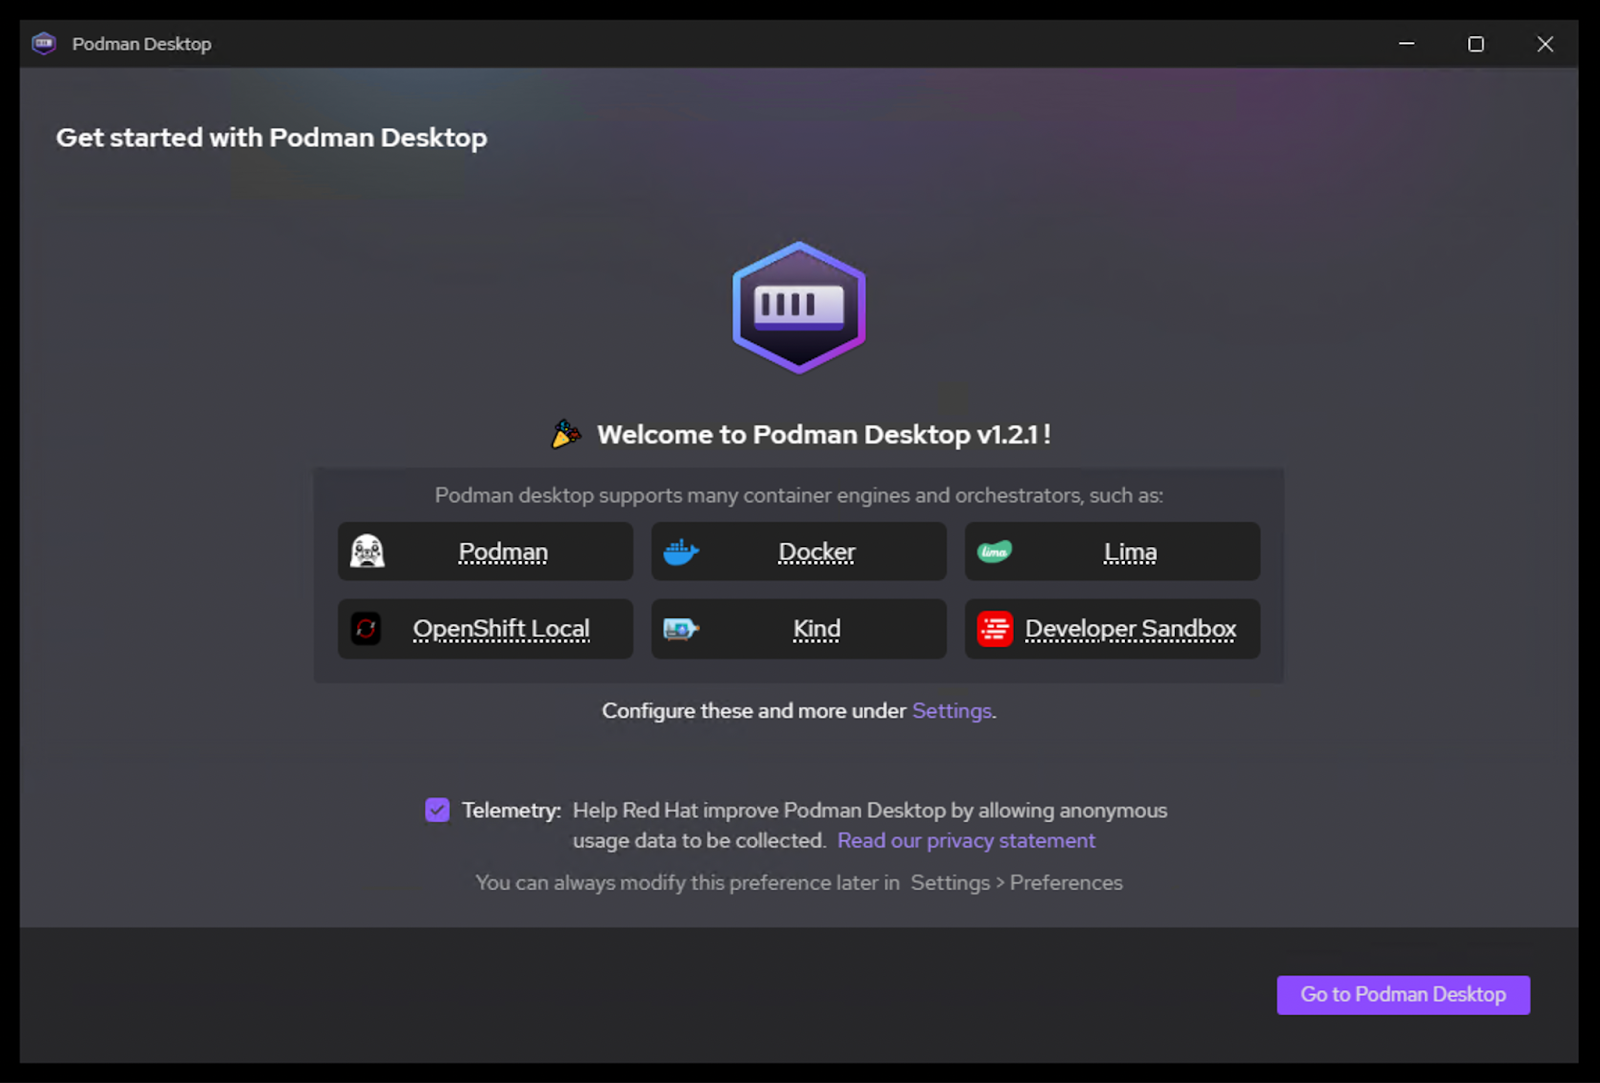 Podman Desktop
Get started with Podman Desktop
Welcome to Podman Desktop v1.2.1 !
Podman desktop supports many container engines and orchestrators, such as:
Podman
Docker
lima
Lima
OpenShift Local
Kind
Developer Sandbox
Configure these and more under Settings.
Telemetry: Help Red Hat improve Podman Desktop by allowing anonymous
usage data to be collected. Read our privacy statement
You can always modify this preference later in Settings > Preferences
Go to Podman Desktop